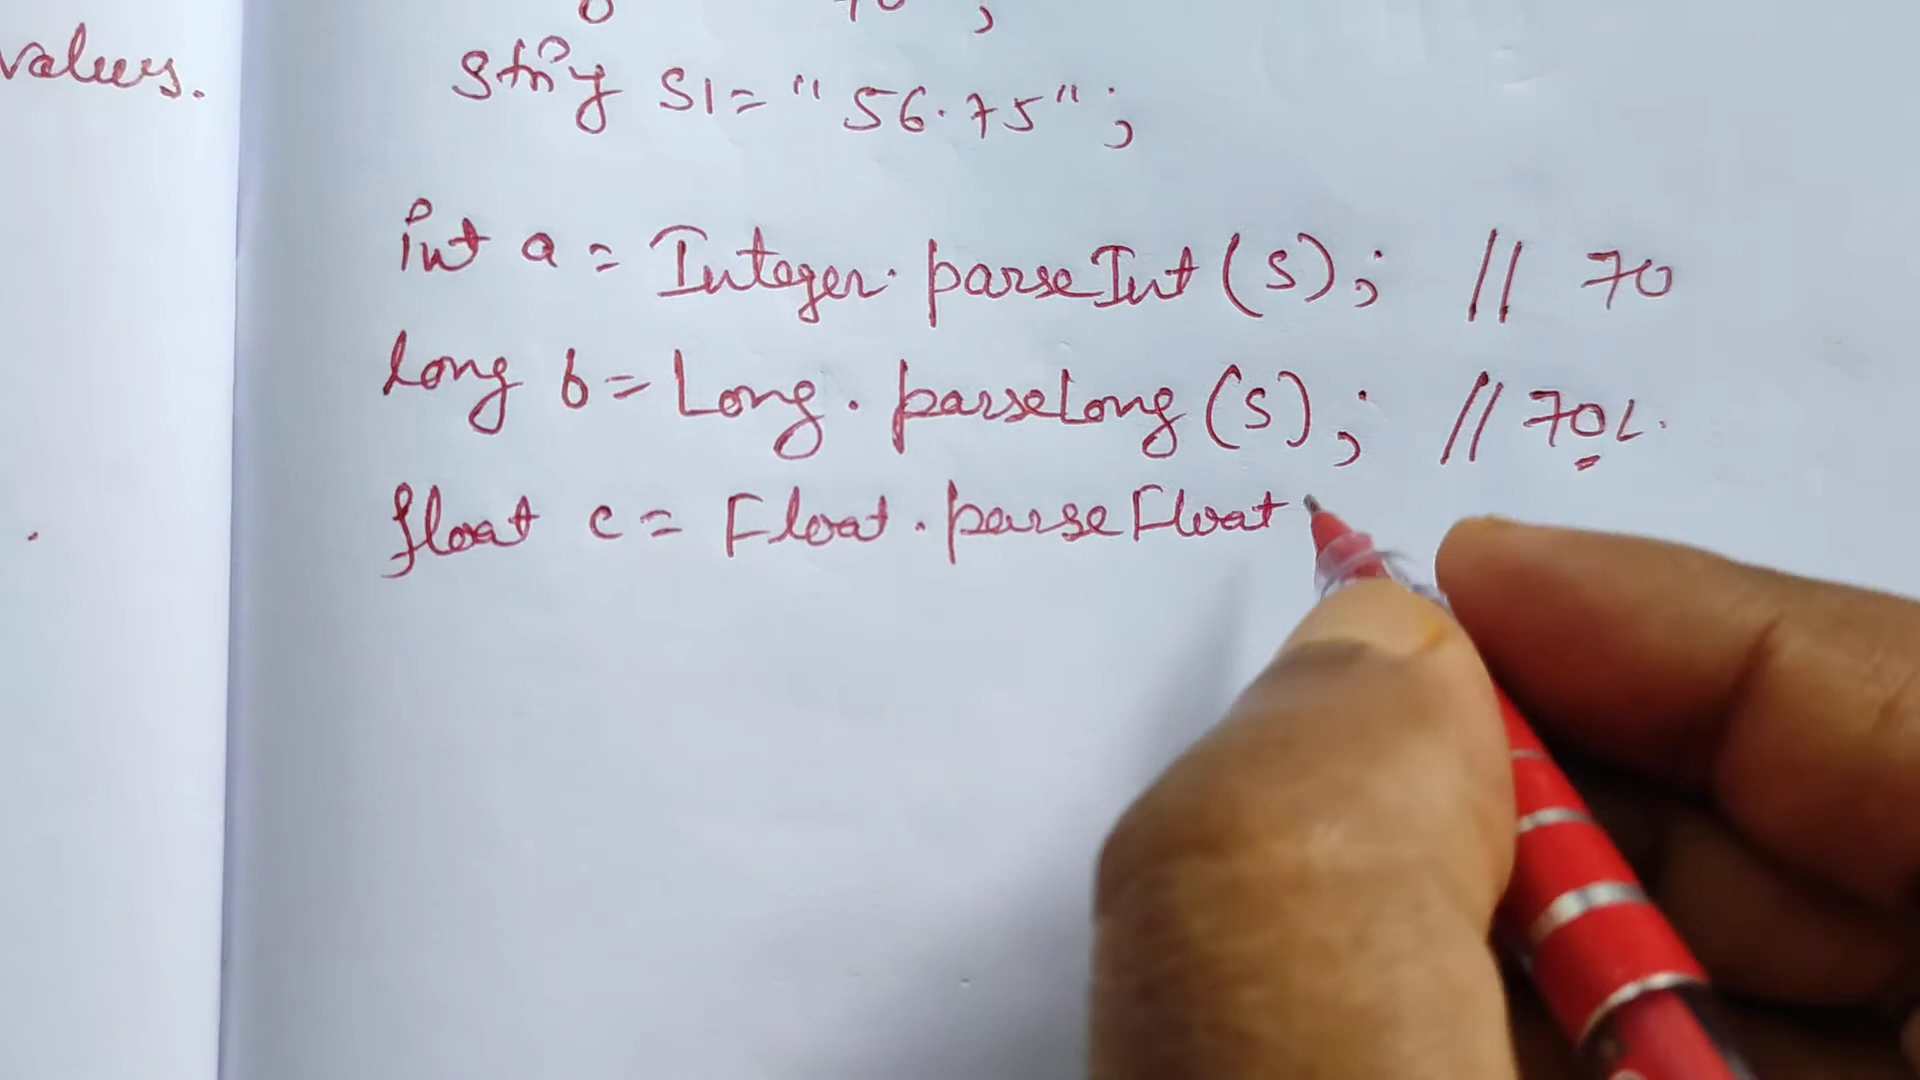 values.
String S1 = "56.75";
int a = Integer.parseInt(S); // 70
long b = Long.parseLong(S); // 70L.
float c = Float.parseFloat